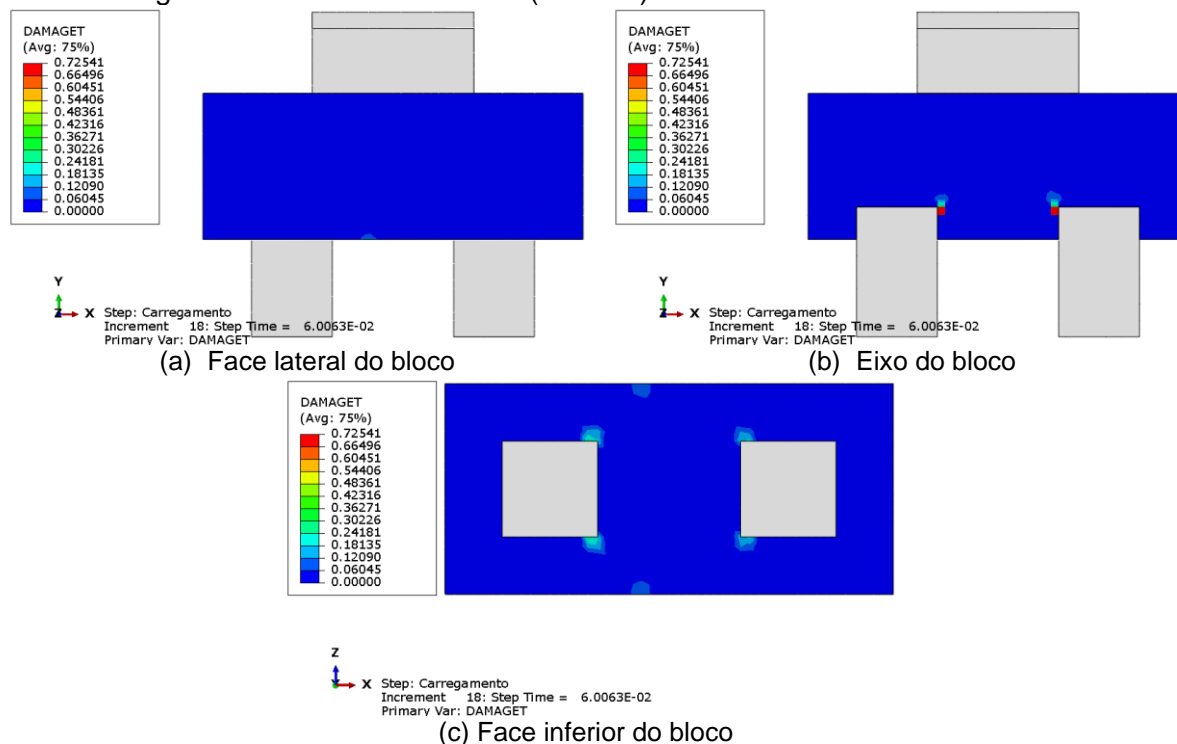 DAMAGET
(Avg: 75%)
0.72541
0.66496
0.60451
0.54406
0.48361
0.42316
0.36271
0.30226
0.24181
0.18135
0.12090
0.06045
0.00000
Y
Z X
Step: Carregamento
Increment 18: Step Time = 6.0063E-02
Primary Var: DAMAGET
(a) Face lateral do bloco
DAMAGET
(Avg: 75%)
0.72541
0.66496
0.60451
0.54406
0.48361
0.42316
0.36271
0.30226
0.24181
0.18135
0.12090
0.06045
0.00000
Y
Z X
Step: Carregamento
Increment 18: Step Time = 6.0063E-02
Primary Var: DAMAGET
(b) Eixo do bloco
DAMAGET
(Avg: 75%)
0.72541
0.66496
0.60451
0.54406
0.48361
0.42316
0.36271
0.30226
0.24181
0.18135
0.12090
0.06045
0.00000
Z
Y X
Step: Carregamento
Increment 18: Step Time = 6.0063E-02
Primary Var: DAMAGET
(c) Face inferior do bloco